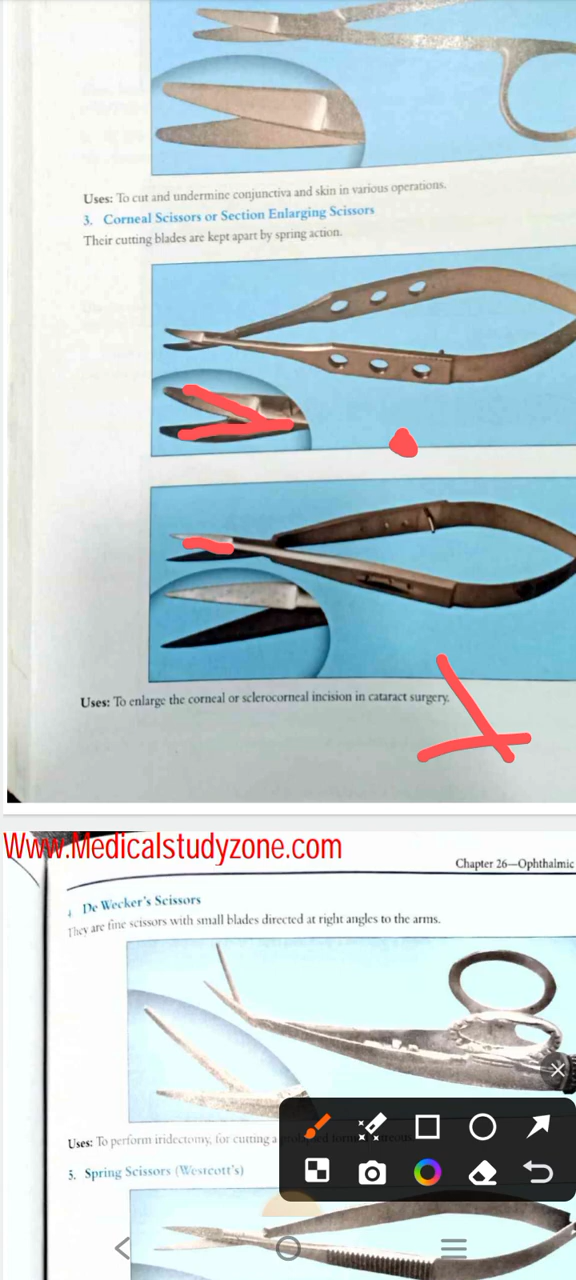 Uses: To cut and undermine conjunctiva and skin in various operations.
3. Corneal Scissors or Section Enlarging Scissors
Their cutting blades are kept apart by spring action.
Uses: To enlarge the corneal or sclerocorneal incision in cataract surgery.
Www.Medicalstudyzone.com
Chapter 26—Ophthalmic
4 De Wecker's Scissors
They are fine scissors with small blades directed at right angles to the arms.
Uses: To perform iridectomy, for cutting a
5. Spring Scissors (Westcott's)